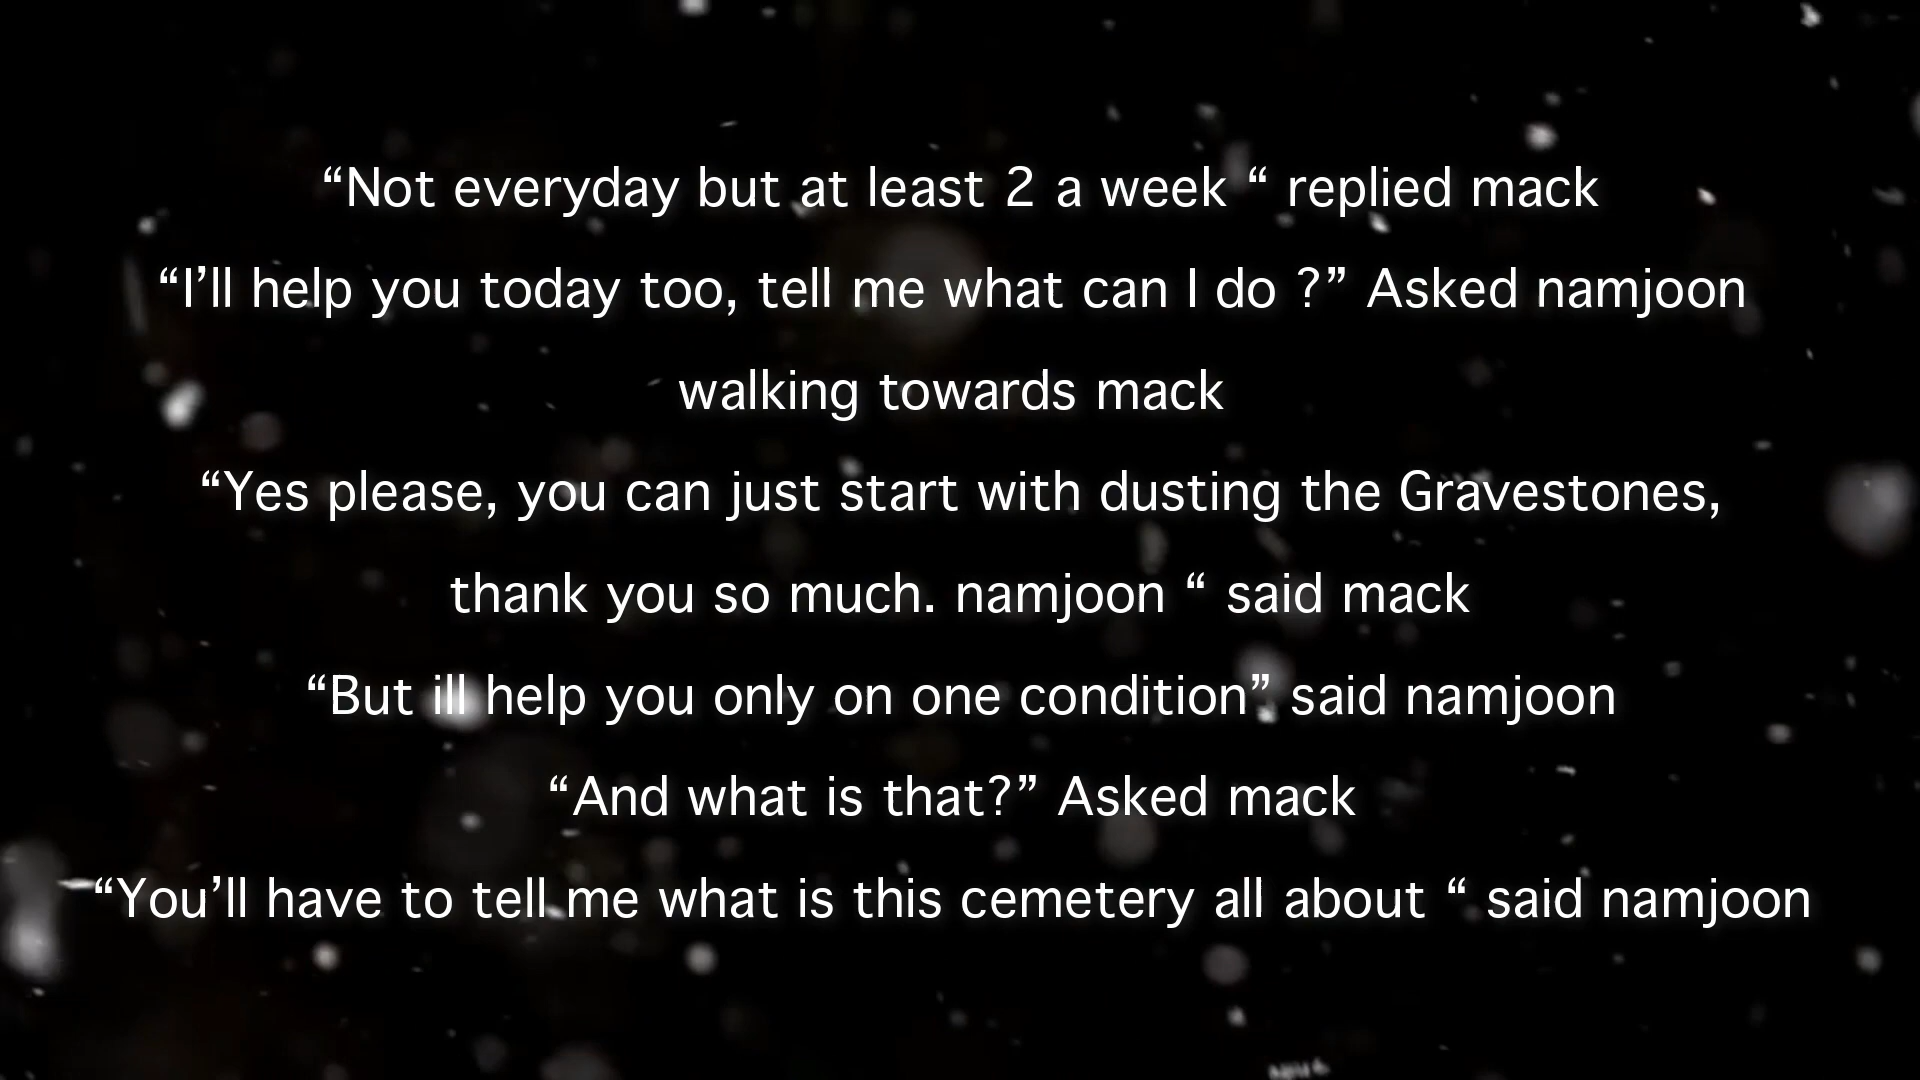 “Not everyday but at least 2 a week “ replied mack
“I’ll help you today too, tell me what can I do ?” Asked namjoon
walking towards mack
“Yes please, you can just start with dusting the Gravestones,
thank you so much. namjoon “ said mack
“But ill help you only on one condition” said namjoon
“And what is that?” Asked mack
“You’ll have to tell me what is this cemetery all about “ said namjoon